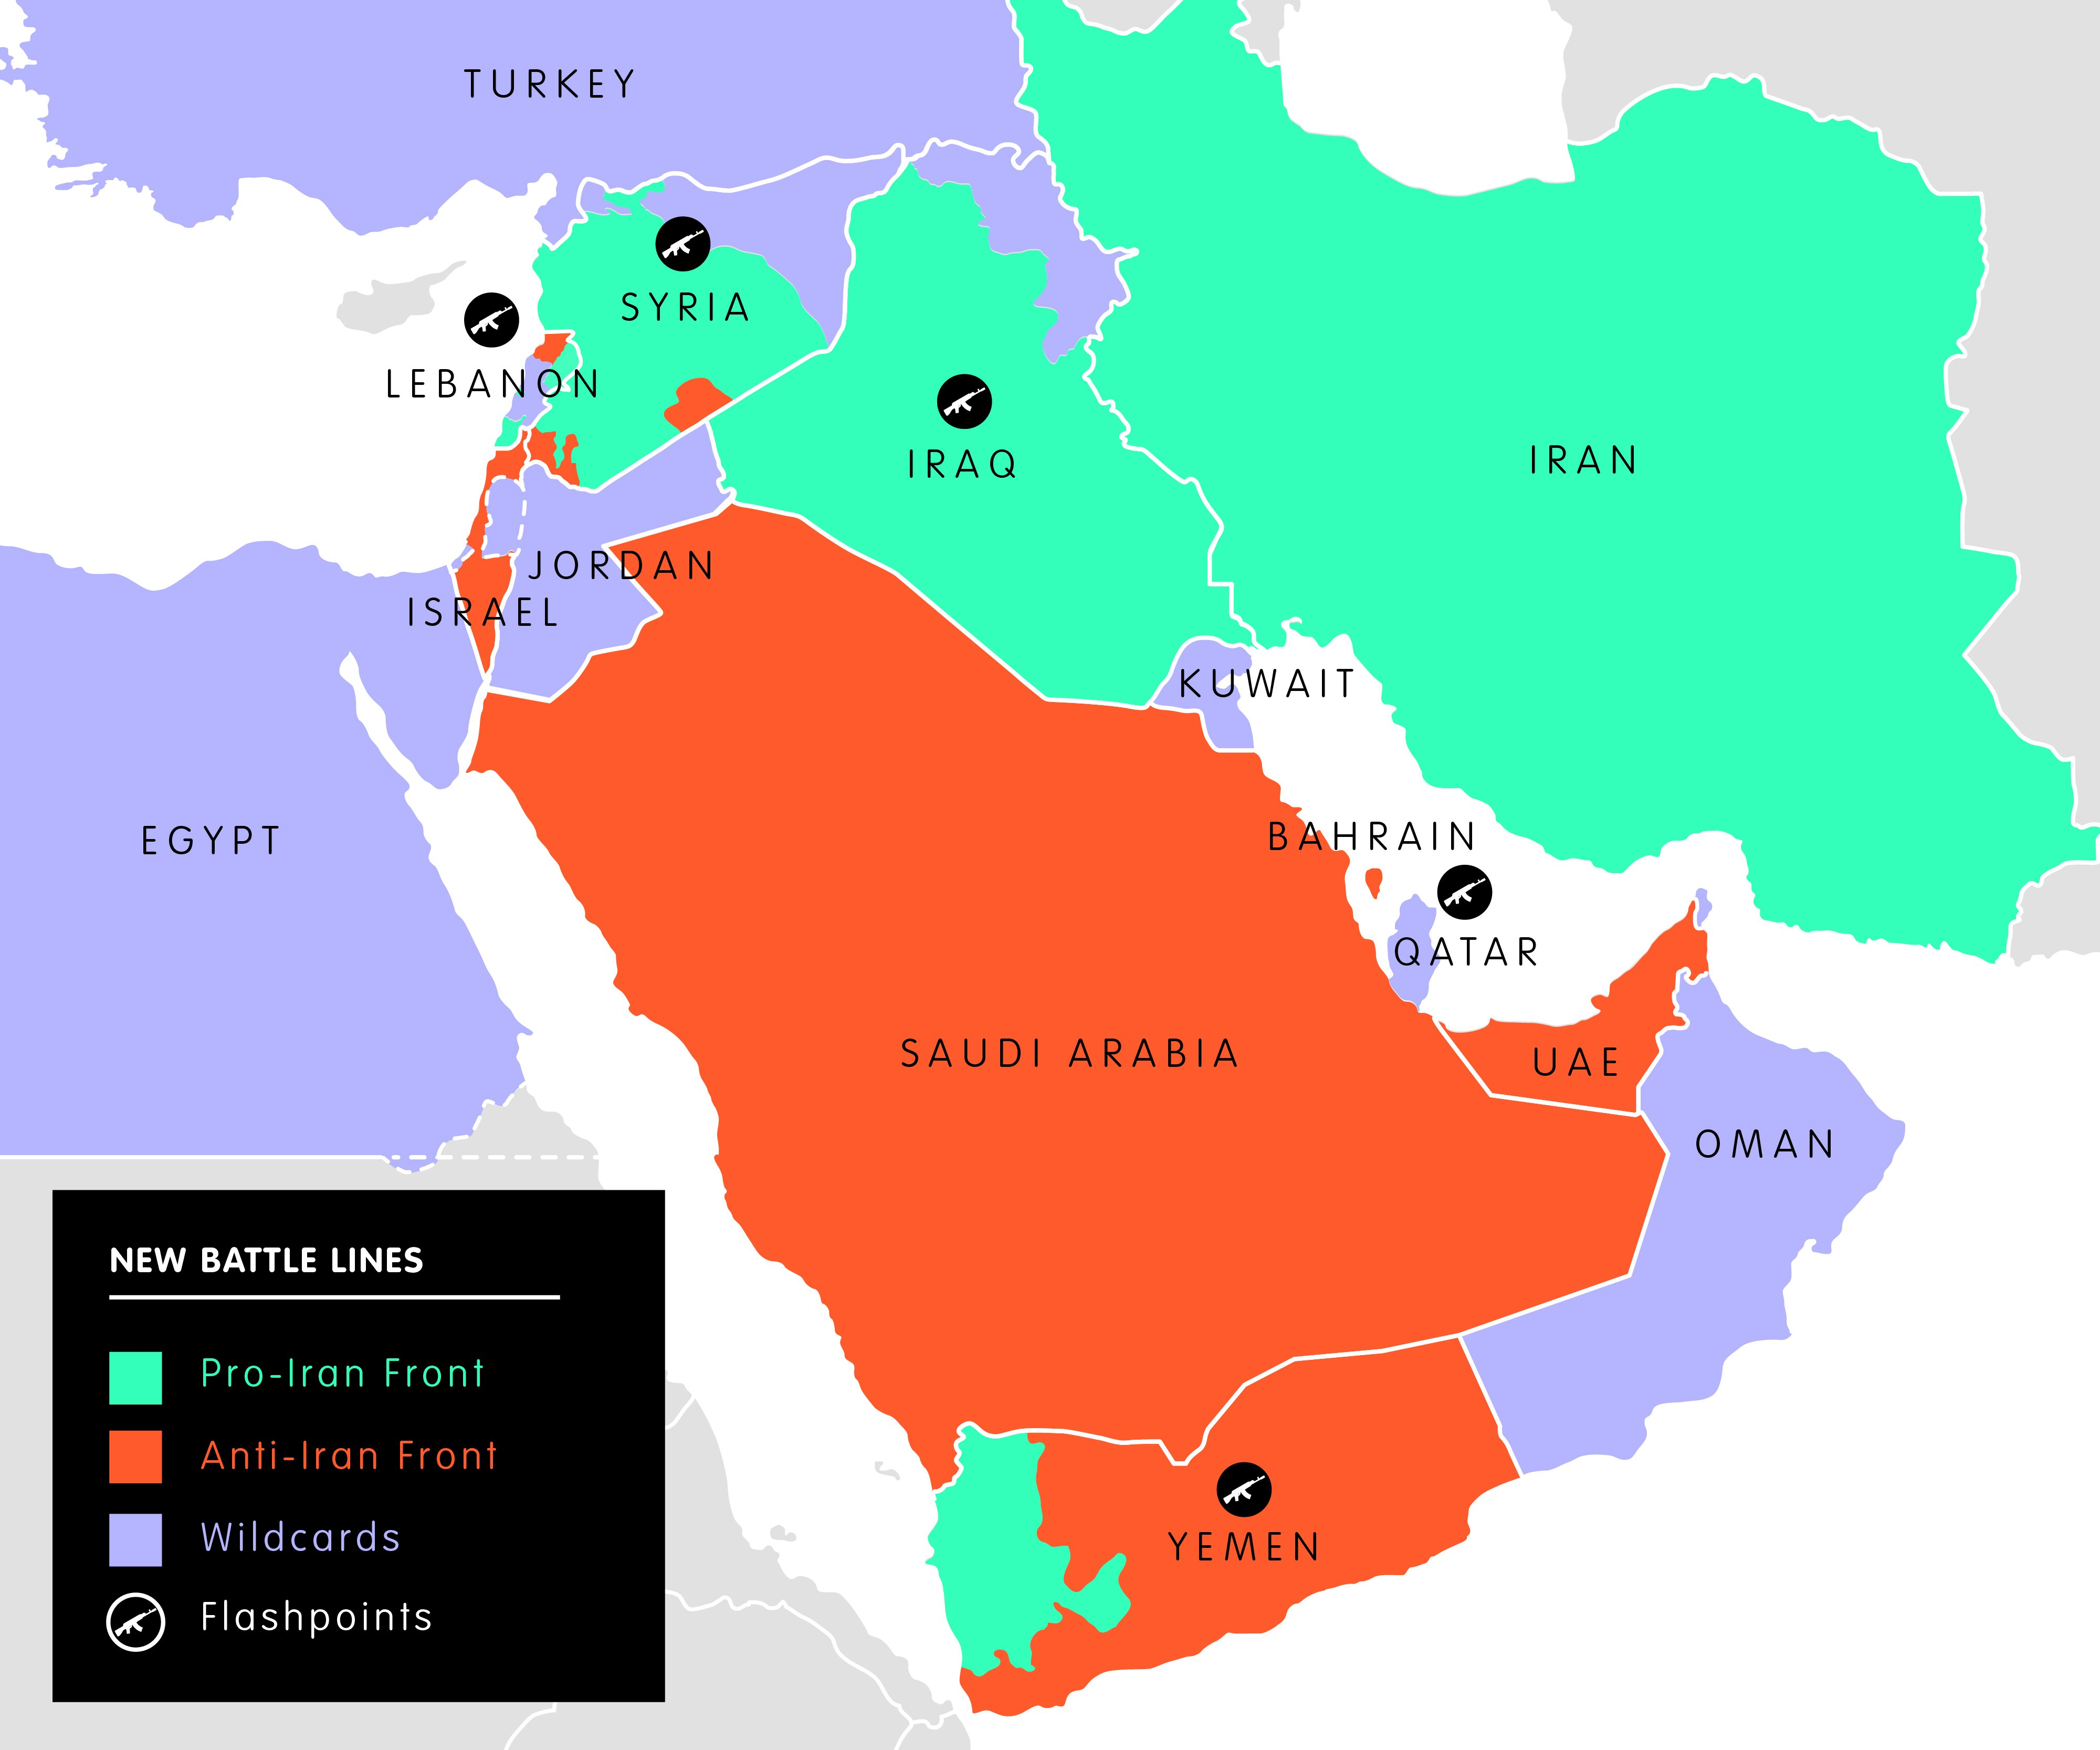 TURKEY
SYRIA
LEBANON
IRAQ
IRAN
JORDAN
ISRAEL
KUWAIT
EGYPT
BAHRAIN
QATAR
SAUDI ARABIA
UAE
OMAN
YEMEN
NEW BATTLE LINES
Pro-Iran Front
Anti-Iran Front
Wildcards
Flashpoints